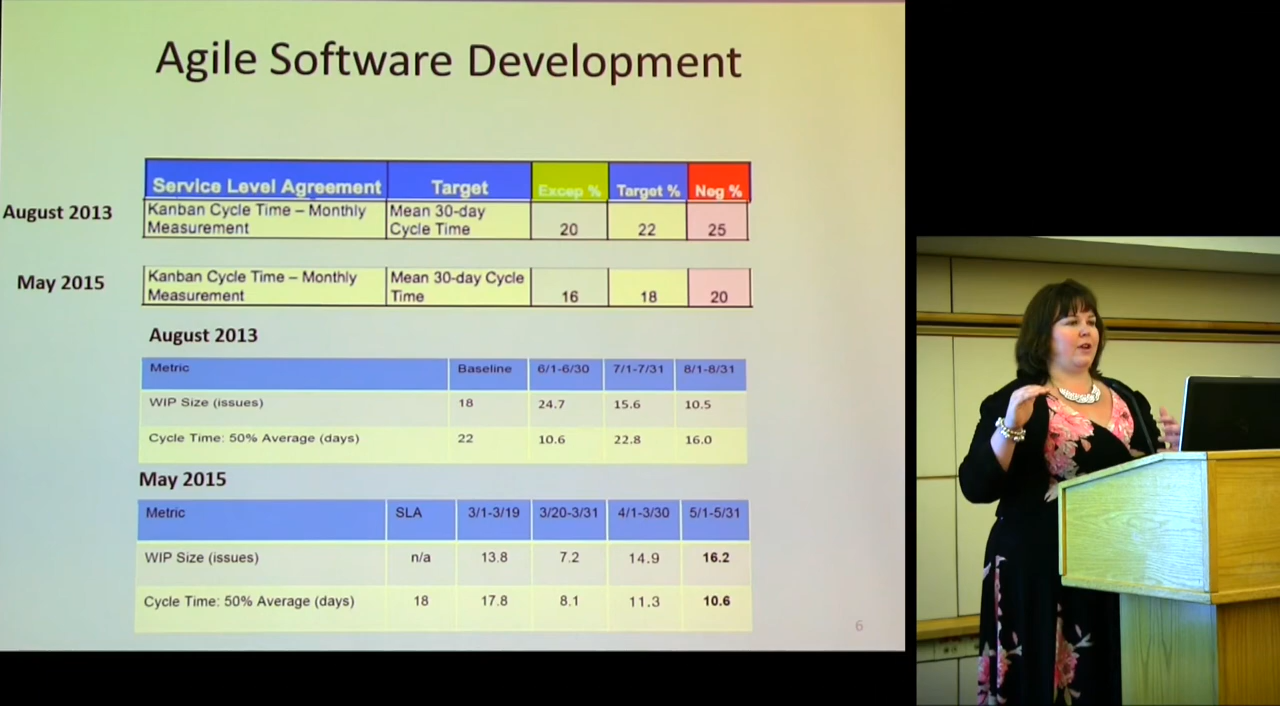 Agile Software Development
Service Level Agreement Target Excep % Target % Neg %
August 2013
Kanban Cycle Time – Monthly
Measurement
Mean 30-day
Cycle Time
20 22 25
May 2015
Kanban Cycle Time – Monthly
Measurement
Mean 30-day Cycle
Time
16 18 20
August 2013
Metric Baseline 6/1-6/30 7/1-7/31 8/1-8/31
WIP Size (issues) 18 24.7 15.6 10.5
Cycle Time: 50% Average (days) 22 10.6 22.8 16.0
May 2015
Metric SLA 3/1-3/19 3/20-3/31 4/1-3/30 5/1-5/31
WIP Size (issues) n/a 13.8 7.2 14.9 16.2
Cycle Time: 50% Average (days) 18 17.8 8.1 11.3 10.6
6